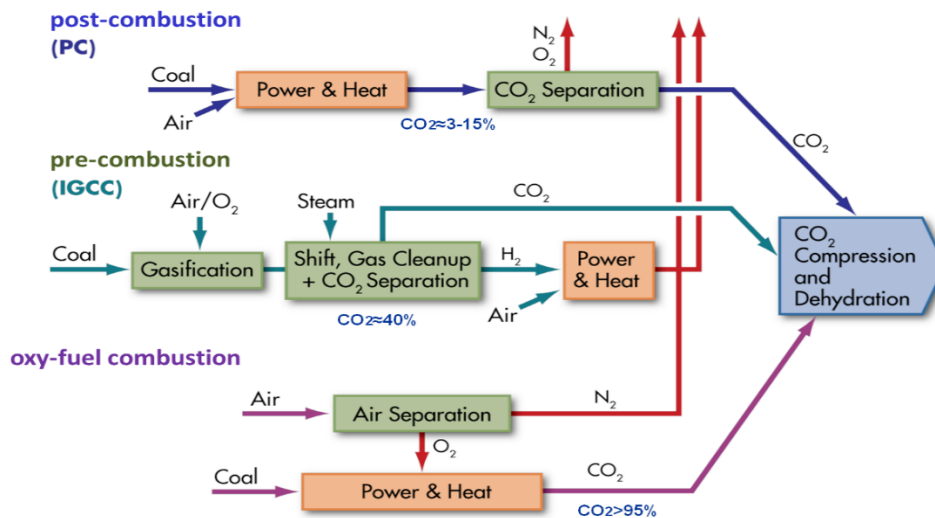 post-combustion
(PC)
Coal
Air
Power & Heat
CO₂≈3-15%
CO₂ Separation
N₂
O₂
CO₂
pre-combustion
(IGCC)
Coal
Air/O₂
Gasification
Steam
Shift, Gas Cleanup
+ CO₂ Separation
CO₂≈40%
CO₂
H₂
Air
Power
& Heat
CO₂
Compression
and
Dehydration
oxy-fuel combustion
Air
Air Separation
N₂
O₂
Coal
Power & Heat
CO₂
CO₂>95%